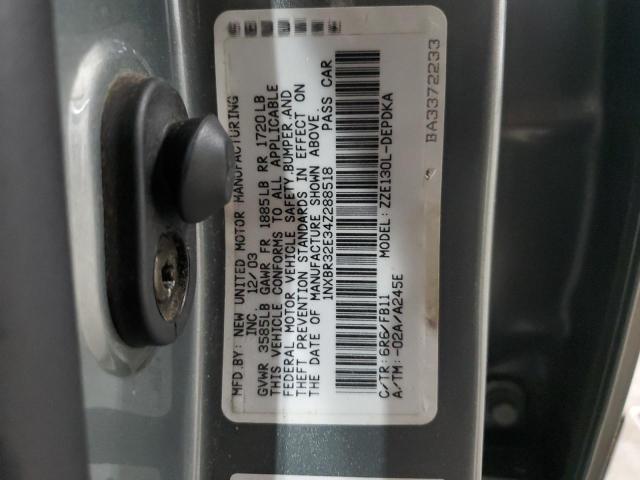 MFD.BY: NEW UNITED MOTOR MANUFACTURING
INC. 12/03
GVWR 3585LB GAWR FR 1885LB RR 1720LB
THIS VEHICLE CONFORMS TO ALL APPLICABLE
FEDERAL MOTOR VEHICLE SAFETY,BUMPER,AND
THEFT PREVENTION STANDARDS IN EFFECT ON
THE DATE OF MANUFACTURE SHOWN ABOVE.
1NXBR32E34Z288518 PASS CAR
C/TR: 6R6/FB11 MODEL: ZZE130L-DEPDKA
A/TM: -02A/A245E
BA3372233